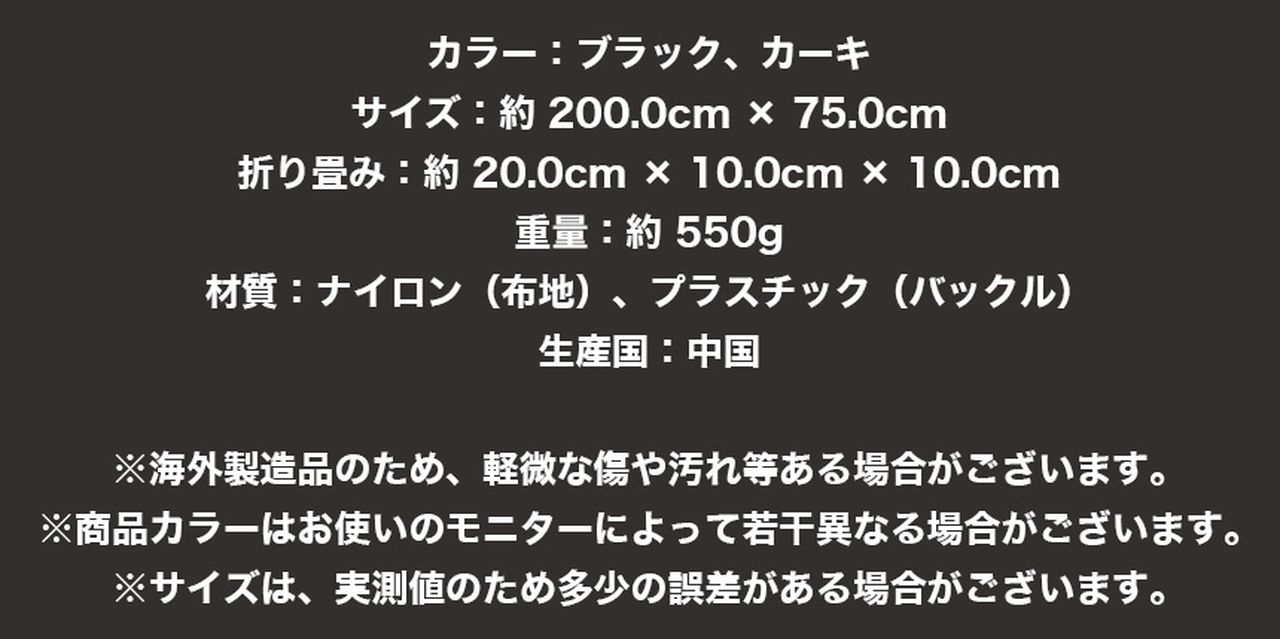 カラー：ブラック、カーキ
サイズ：約 200.0cm × 75.0cm
折り畳み：約 20.0cm × 10.0cm × 10.0cm
重量：約 550g
材質：ナイロン（布地）、プラスチック（バックル）
生産国：中国
※海外製造品のため、軽微な傷や汚れ等ある場合がございます。
※商品カラーはお使いのモニターによって若干異なる場合がございます。
※サイズは、実測値のため多少の誤差がある場合がございます。